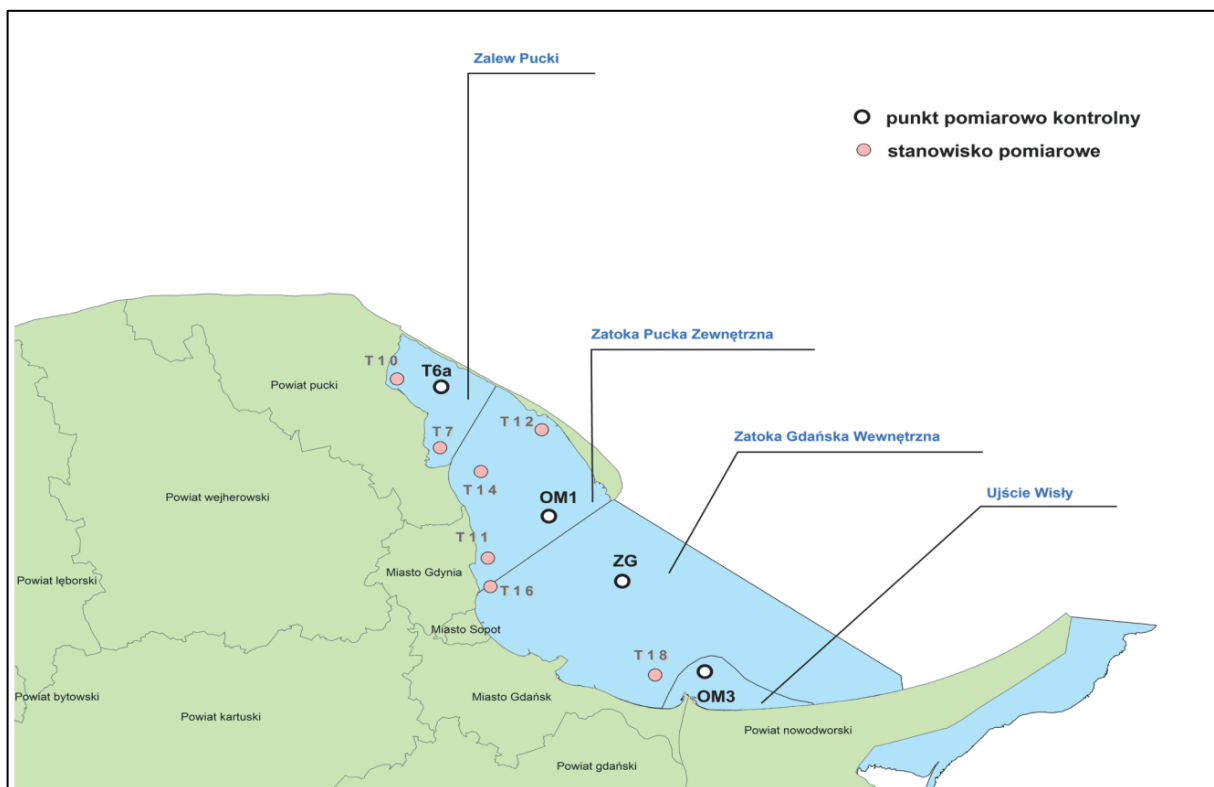 Zalew Pucki
punkt pomiarowo kontrolny
stanowisko pomiarowe
Zatoka Pucka Zewnętrzna
T10
T6a
Powiat pucki
T12
T7
Zatoka Gdańska Wewnętrzna
Ujście Wisły
T14
OM1
Powiat wejherowski
T11
ZG
Miasto Gdynia
Powiat lęborski
T16
Miasto Sopot
T18
Powiat bytowski
Miasto Gdańsk
OM3
Powiat kartuski
Powiat nowodworski
Powiat gdański